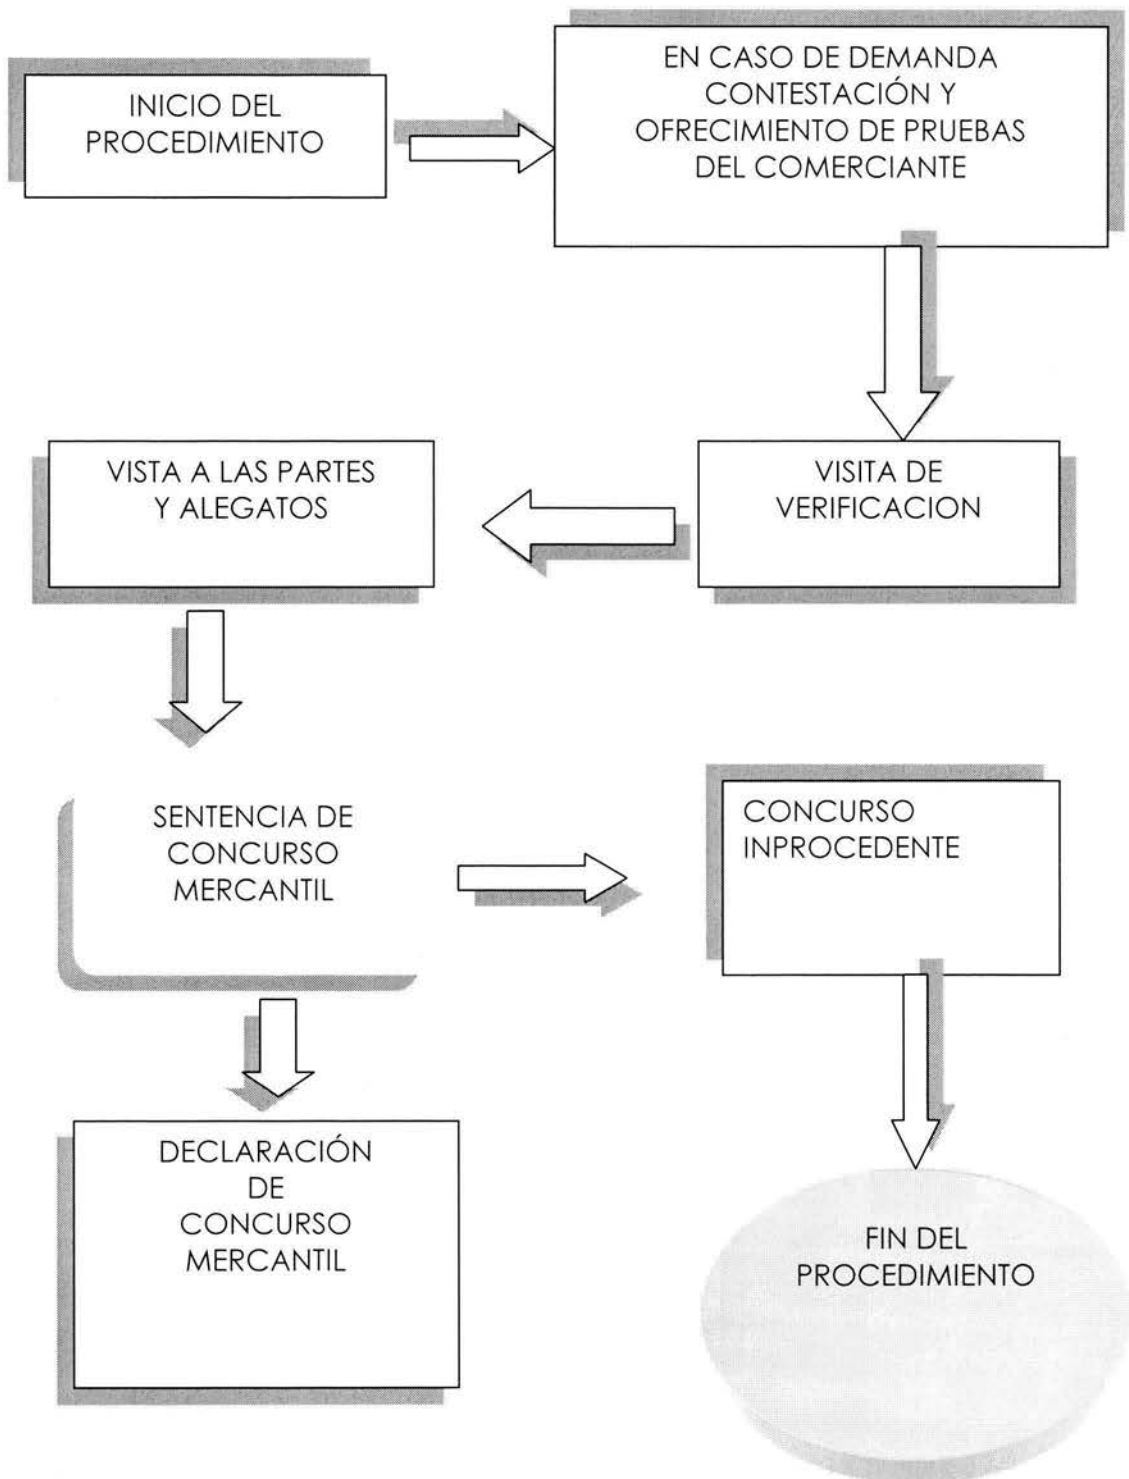 INICIO DEL
PROCEDIMIENTO
EN CASO DE DEMANDA
CONTESTACIÓN Y
OFRECIMIENTO DE PRUEBAS
DEL COMERCIANTE
VISITA DE
VERIFICACION
VISTA A LAS PARTES
Y ALEGATOS
SENTENCIA DE
CONCURSO
MERCANTIL
CONCURSO
INPROCEDENTE
DECLARACIÓN
DE
CONCURSO
MERCANTIL
FIN DEL
PROCEDIMIENTO